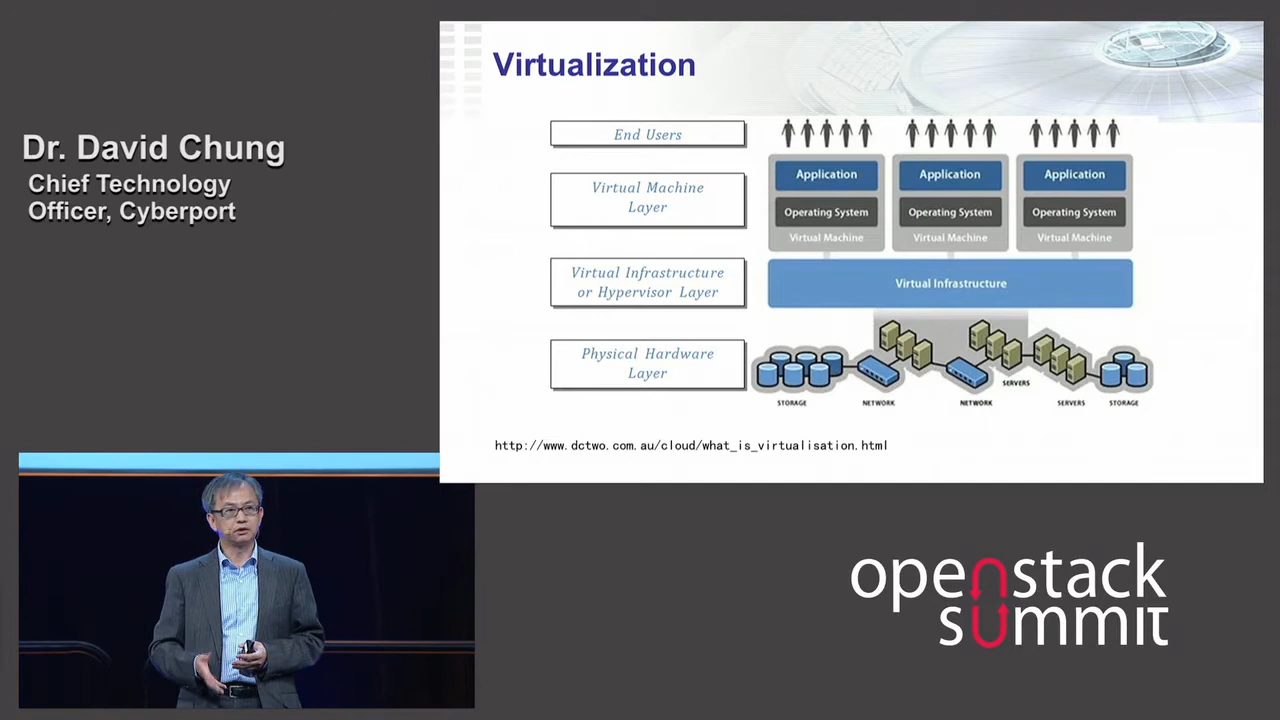 Dr. David Chung
Chief Technology
Officer, Cyberport
Virtualization
End Users
Virtual Machine
Layer
Virtual Infrastructure
or Hypervisor Layer
Physical Hardware
Layer
Application
Operating System
Virtual Machine
Application
Operating System
Virtual Machine
Application
Operating System
Virtual Machine
Virtual Infrastructure
STORAGE
NETWORK
NETWORK
SERVERS
SERVERS
STORAGE
http://www.dctwo.com.au/cloud/what_is_virtualisation.html
openstack
summit